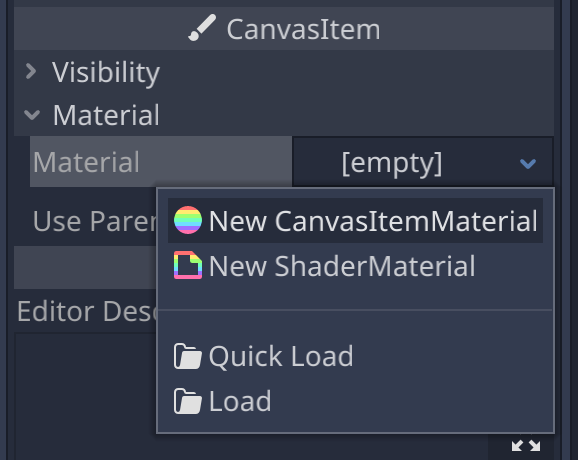 CanvasItem
Visibility
Material
Material [empty]
New CanvasItemMaterial
Use Paren
New ShaderMaterial
Editor Desc
Quick Load
Load